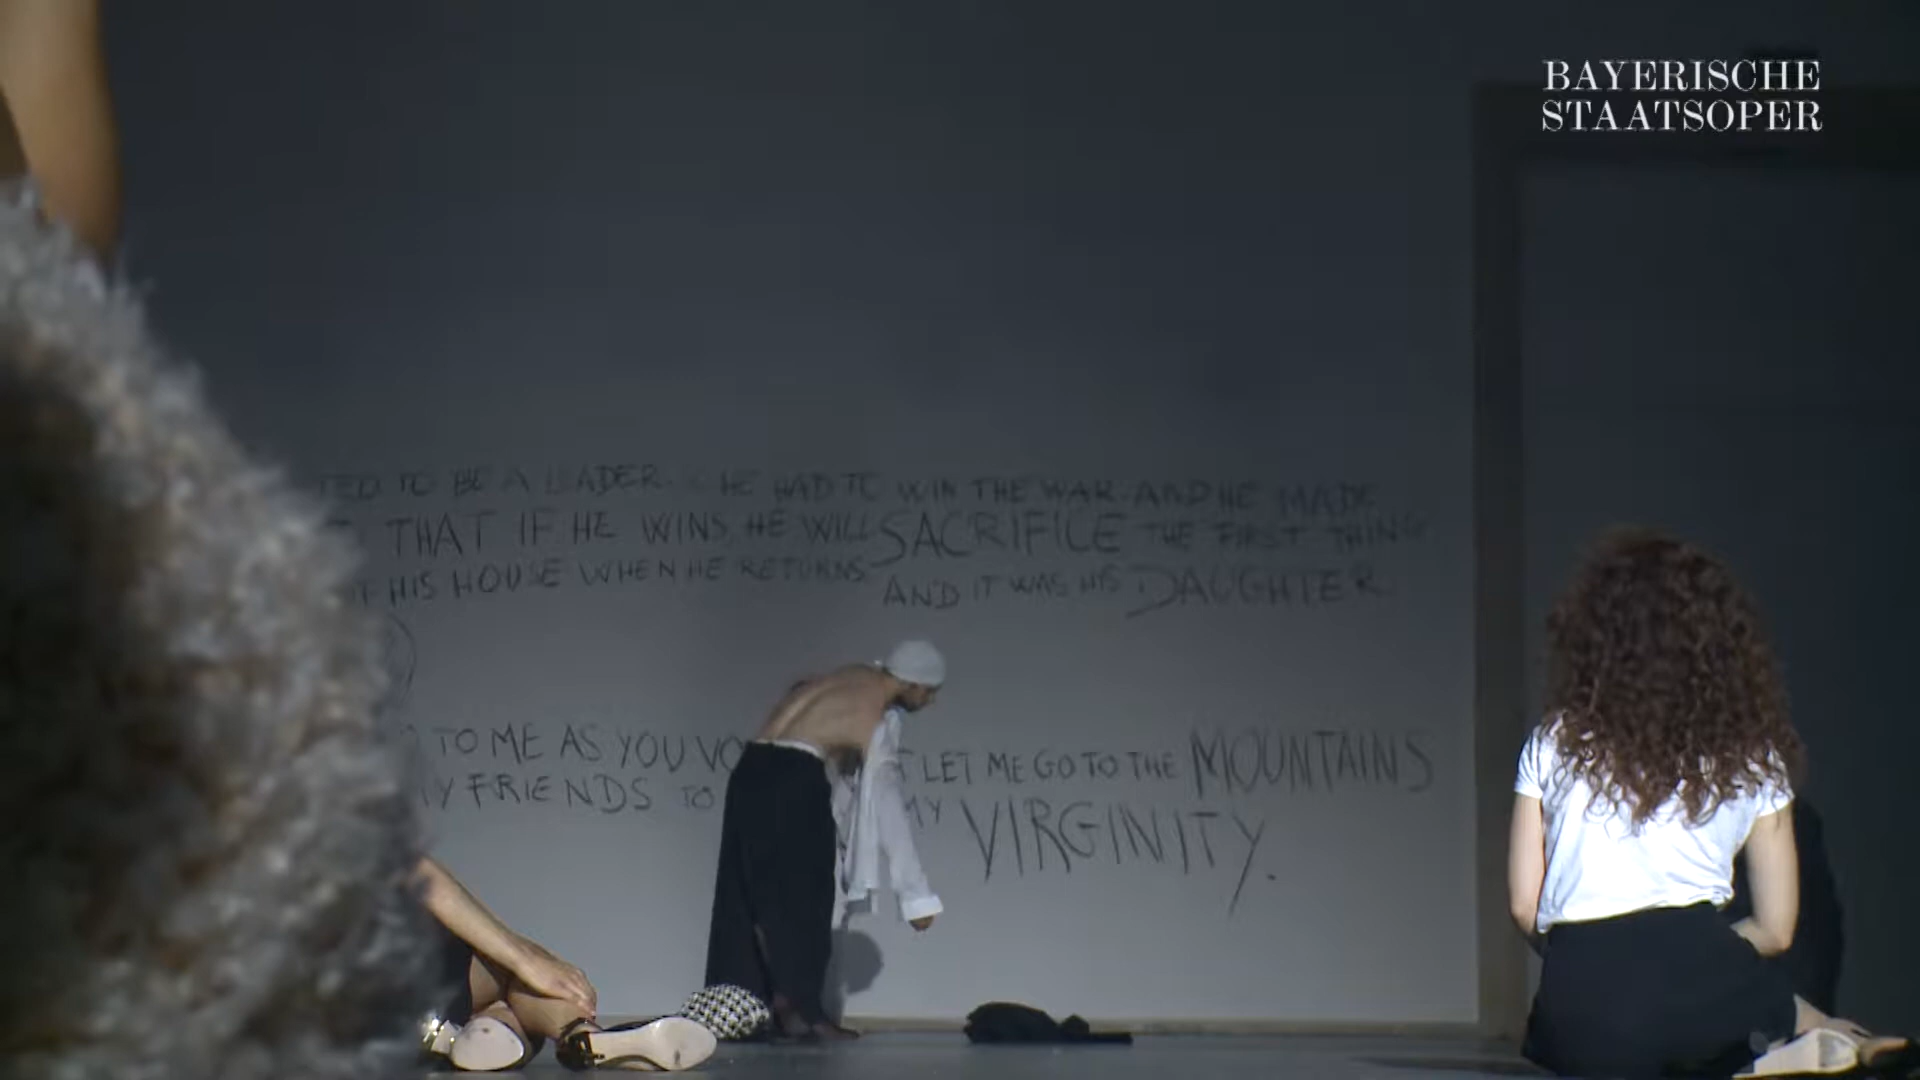 BAYERISCHE
STAATSOPER
TO BE A LEADER. HE HAD TO WIN THE WAR. AND HE MADE
THAT IF HE WINS, HE WILL SACRIFICE THE FIRST THING
HIS HOUSE WHEN HE RETURNS. AND IT WAS HIS DAUGHTER
TO ME AS YOU LET ME GO TO THE MOUNTAINS
FRIENDS TO MY VIRGINITY.